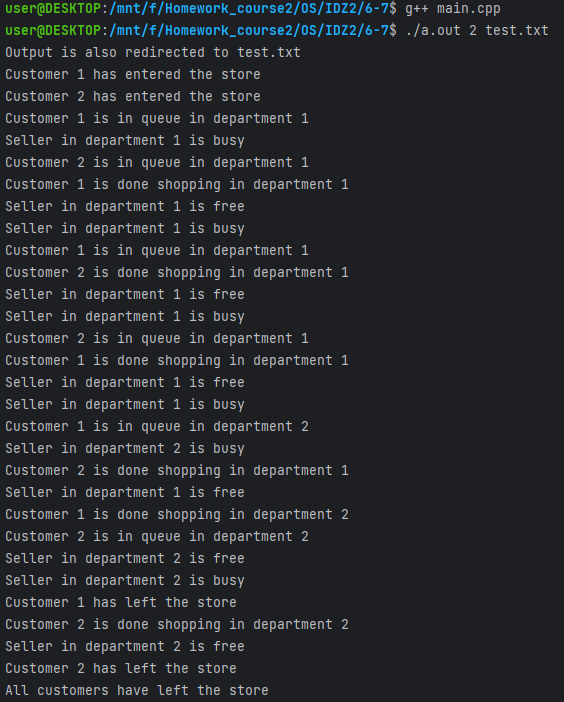 user@DESKTOP:/mnt/f/Homework_course2/OS/IDZ2/6-7$ g++ main.cpp
user@DESKTOP:/mnt/f/Homework_course2/OS/IDZ2/6-7$ ./a.out 2 test.txt
Output is also redirected to test.txt
Customer 1 has entered the store
Customer 2 has entered the store
Customer 1 is in queue in department 1
Seller in department 1 is busy
Customer 2 is in queue in department 1
Customer 1 is done shopping in department 1
Seller in department 1 is free
Seller in department 1 is busy
Customer 1 is in queue in department 1
Customer 2 is done shopping in department 1
Seller in department 1 is free
Seller in department 1 is busy
Customer 2 is in queue in department 1
Customer 1 is done shopping in department 1
Seller in department 1 is free
Seller in department 1 is busy
Customer 1 is in queue in department 2
Seller in department 2 is busy
Customer 2 is done shopping in department 1
Seller in department 1 is free
Customer 1 is done shopping in department 2
Customer 2 is in queue in department 2
Seller in department 2 is free
Seller in department 2 is busy
Customer 1 has left the store
Customer 2 is done shopping in department 2
Seller in department 2 is free
Customer 2 has left the store
All customers have left the store